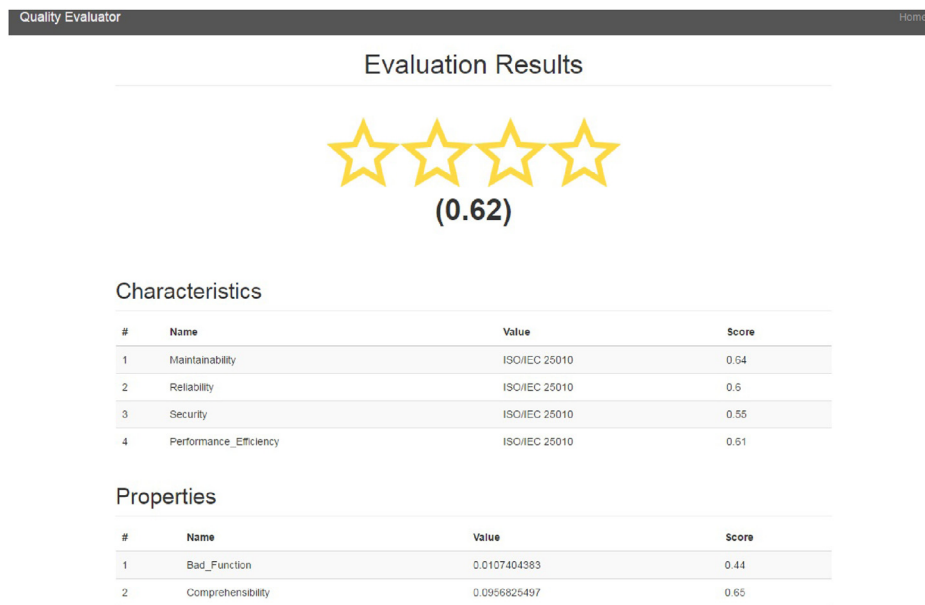 Quality Evaluator Home
Evaluation Results
(0.62)
Characteristics
# Name Value Score
1 Maintainability ISO/IEC 25010 0.64
2 Reliability ISO/IEC 25010 0.6
3 Security ISO/IEC 25010 0.55
4 Performance_Efficiency ISO/IEC 25010 0.61
Properties
# Name Value Score
1 Bad_Function 0.0107404383 0.44
2 Comprehensibility 0.0956825497 0.65